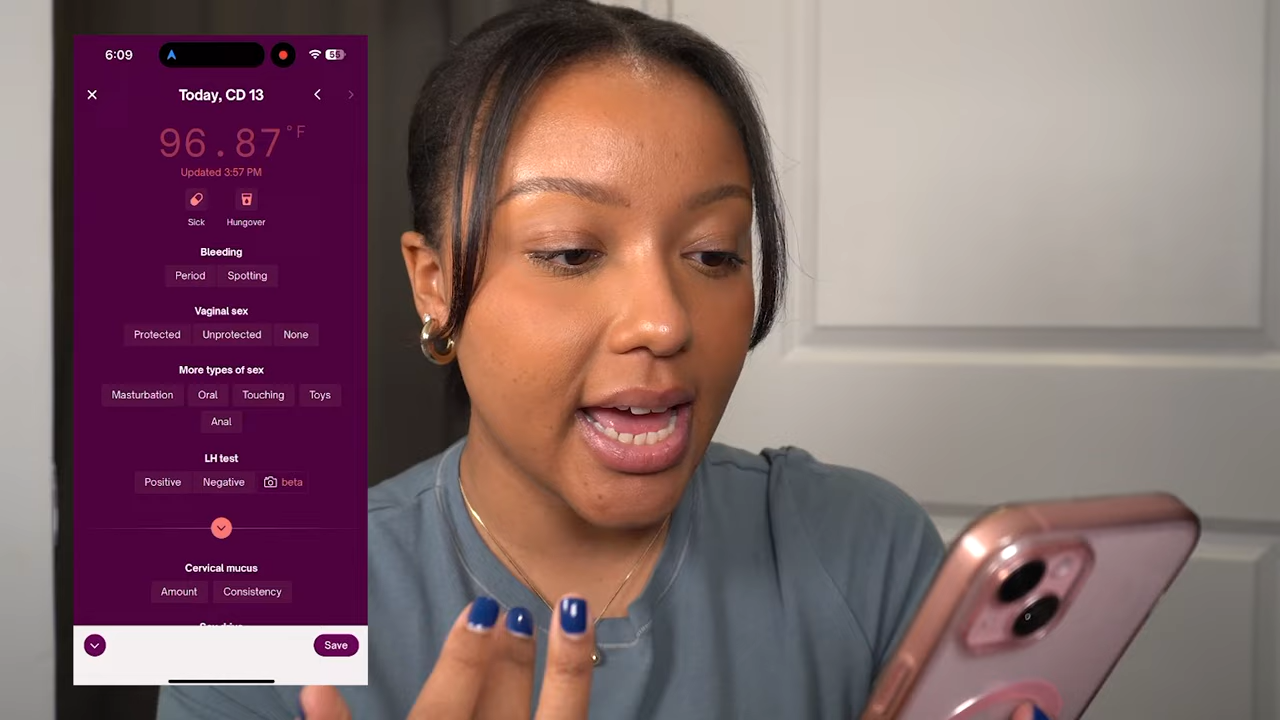 6:09 55
Today, CD 13
96.87°F
Updated 3:57 PM
Sick Hungover
Bleeding
Period Spotting
Vaginal sex
Protected Unprotected None
More types of sex
Masturbation Oral Touching Toys
Anal
LH test
Positive Negative beta
Cervical mucus
Amount Consistency
Save